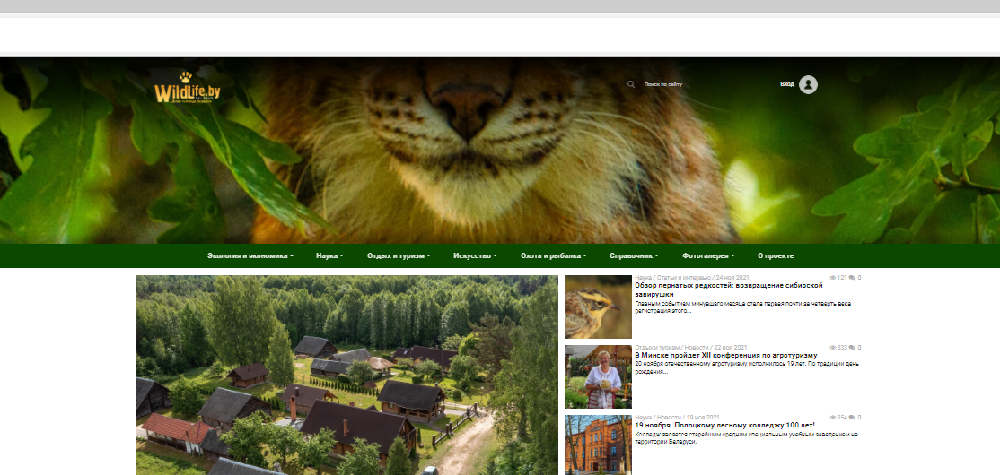 WildLife.by
Поиск по сайту
Вход
Экология и экономика
Наука
Отдых и туризм
Искусство
Охота и рыбалка
Справочник
Фотогалерея
О проекте
Наука / Статьи и интервью / 24 ноя 2021 121 0
Обзор пернатых редкостей: возвращение сибирской
завирушки
Главным событием минувшего месяца стала первая почти за четверть века
регистрация этого...
Отдых и туризм / Новости / 22 ноя 2021 333 0
В Минске пройдет XII конференция по агротуризму
20 ноября отечественному агротуризму исполнилось 19 лет. По традиции день
рождения...
Наука / Новости / 19 ноя 2021 354 0
19 ноября. Полоцкому лесному колледжу 100 лет!
Колледж является старейшим средним специальным учебным заведением на
территории Беларуси.